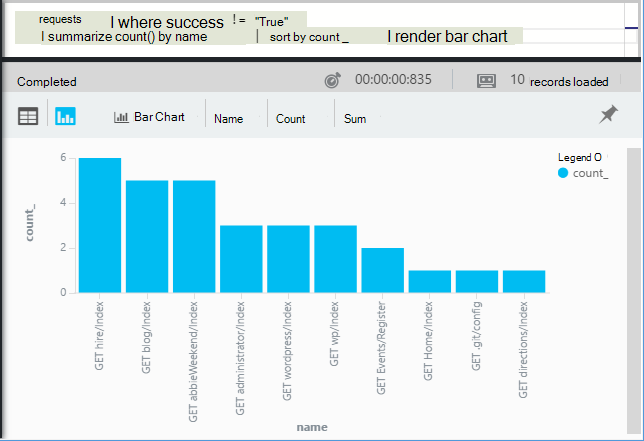 requests I where success != "True"
I summarize count() by name | sort by count_ I render bar chart
Completed 00:00:00:835 10 records loaded
Bar Chart Name Count Sum
Legend O
count_
6
4
2
0
count_
GET hire/Index
GET blog/Index
GET abbieWeekend/Index
GET administrator/Index
GET wordpress/Index
GET wp/Index
GET Events/Register
GET Home/Index
GET .git/config
GET directions/Index
name